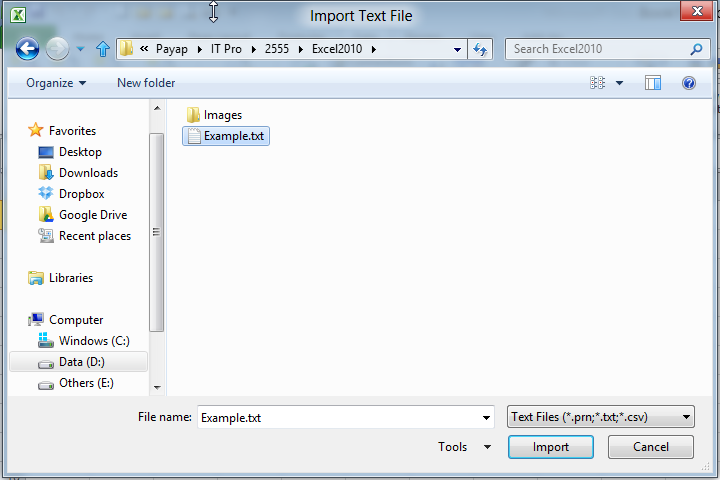 Import Text File
« Payap IT Pro 2555 Excel2010
Search Excel2010
Organize New folder
Favorites
Desktop
Downloads
Dropbox
Google Drive
Recent places
Libraries
Computer
Windows (C:)
Data (D:)
Others (E:)
Images
Example.txt
File name: Example.txt
Text Files (*.prn;*.txt;*.csv)
Tools Import Cancel